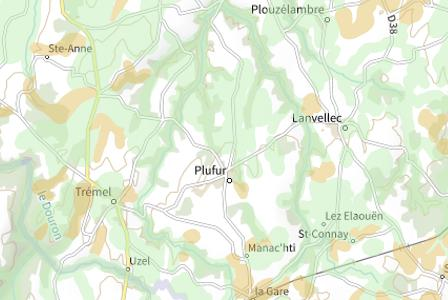 Plouzélambre
D38
Ste-Anne
Lanvellec
Plufur
Trémel
le Douron
Lez Elaouën
St-Connay
Manac'hti
Uzel
la Gare